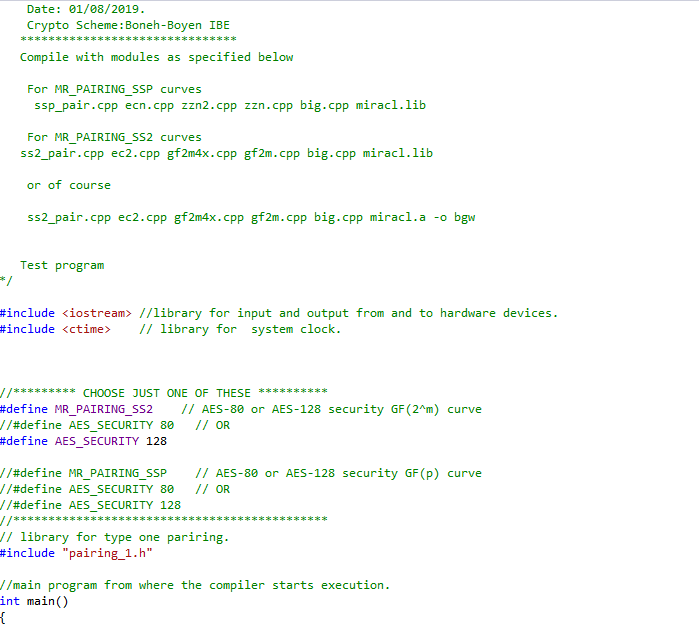 Date: 01/08/2019.
Crypto Scheme:Boneh-Boyen IBE
*******************************
Compile with modules as specified below
For MR_PAIRING_SSP curves
ssp_pair.cpp ecn.cpp zzn2.cpp zzn.cpp big.cpp miracl.lib
For MR_PAIRING_SS2 curves
ss2_pair.cpp ec2.cpp gf2m4x.cpp gf2m.cpp big.cpp miracl.lib
or of course
ss2_pair.cpp ec2.cpp gf2m4x.cpp gf2m.cpp big.cpp miracl.a -o bgw
Test program
*/
#include <iostream> //library for input and output from and to hardware devices.
#include <ctime>    // library for  system clock.
//********* CHOOSE JUST ONE OF THESE **********
#define MR_PAIRING_SS2    // AES-80 or AES-128 security GF(2^m) curve
//#define AES_SECURITY 80   // OR
#define AES_SECURITY 128
//#define MR_PAIRING_SSP    // AES-80 or AES-128 security GF(p) curve
//#define AES_SECURITY 80   // OR
//#define AES_SECURITY 128
//*********************************************
// library for type one pariring.
#include "pairing_1.h"
//main program from where the compiler starts execution.
int main()
{